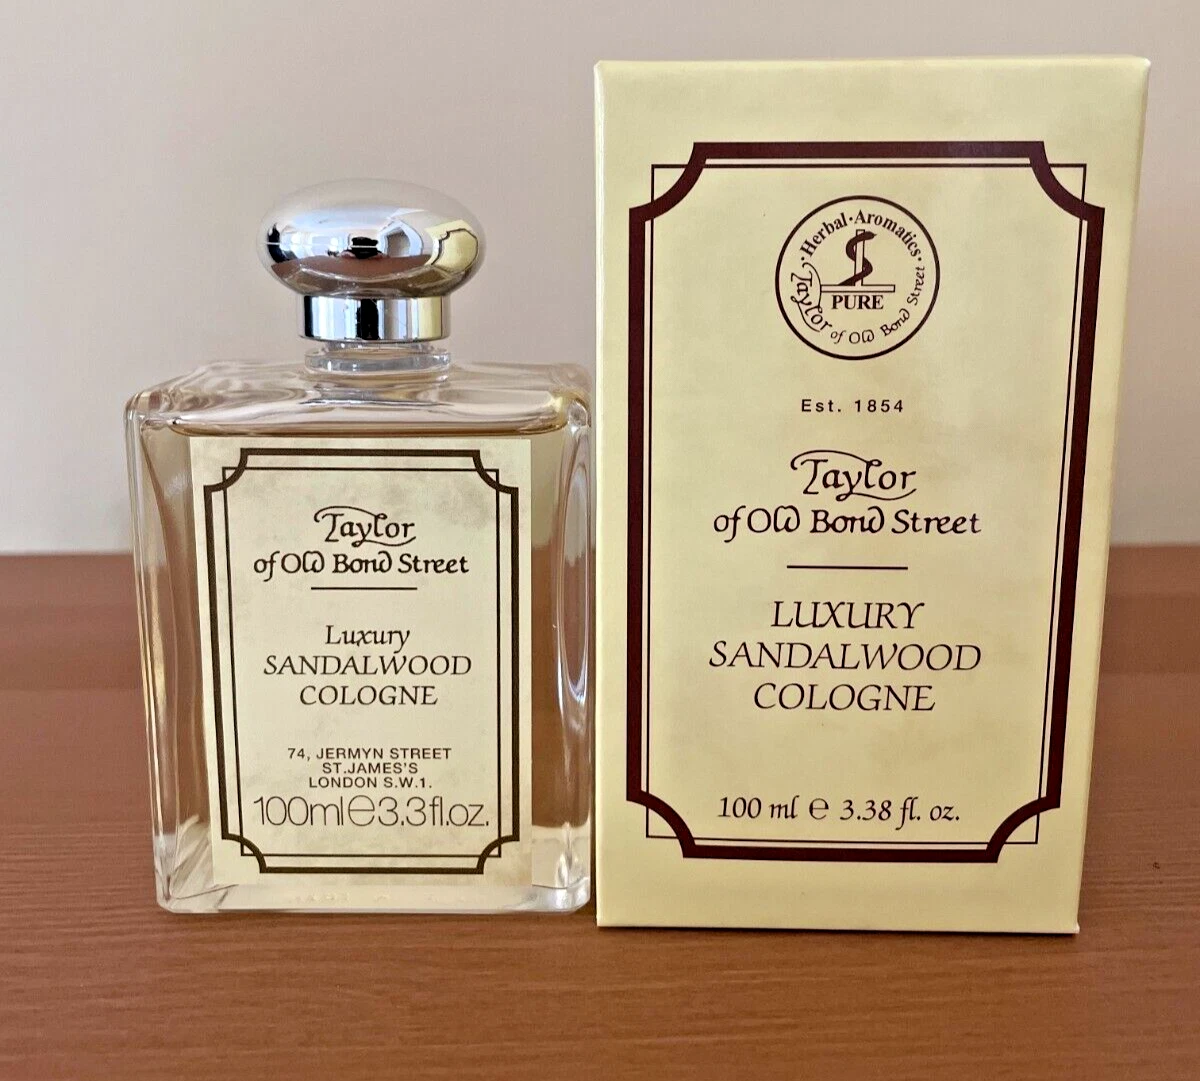 Taylor
of Old Bond Street
Luxury
SANDALWOOD
COLOGNE
74, JERMYN STREET
ST.JAMES'S
LONDON S.W.1.
100ml e 3.3fl.oz.
· Herbal · Aromatics ·
PURE
Taylor of Old Bond Street
Est. 1854
Taylor
of Old Bond Street
LUXURY
SANDALWOOD
COLOGNE
100 ml e 3.38 fl. oz.